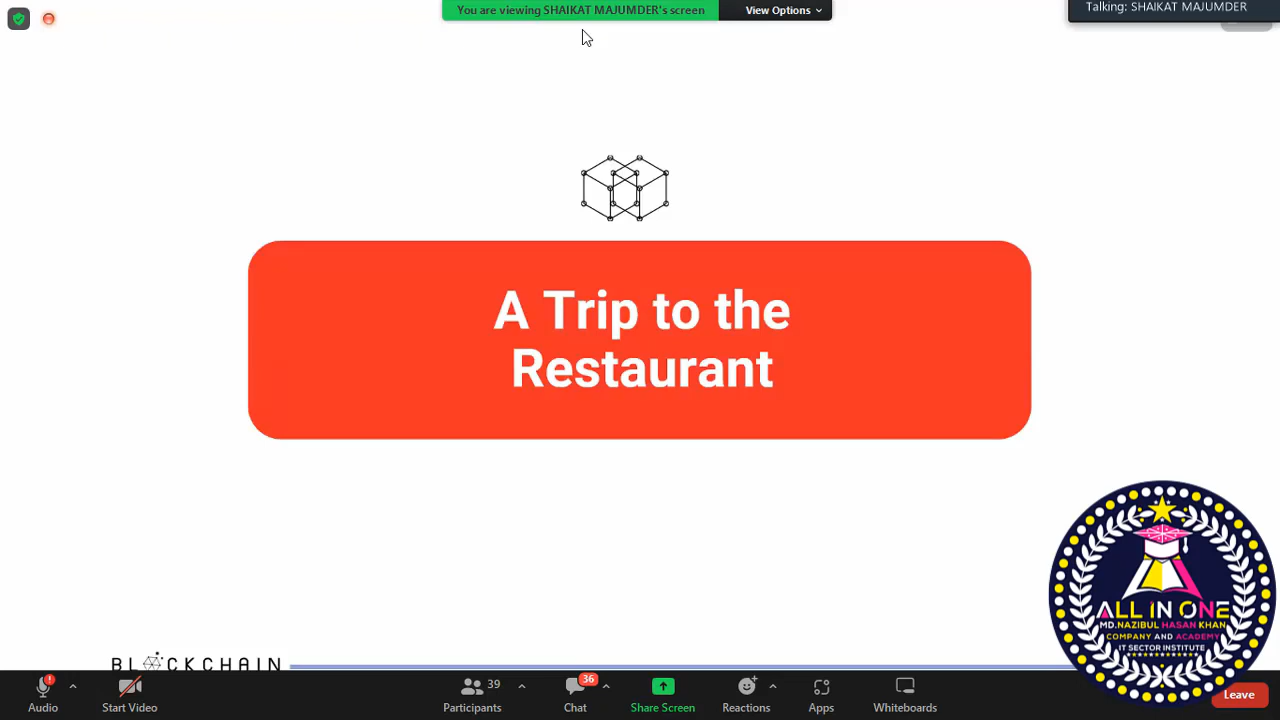 You are viewing SHAIKAT MAJUMDER's screen
View Options
Talking: SHAIKAT MAJUMDER
A Trip to the
Restaurant
ALL IN ONE
MD.NAZIBUL HASAN KHAN
COMPANY AND ACADEMY
IT SECTOR INSTITUTE
BLOCKCHAIN
39
36
Audio
Start Video
Participants
Chat
Share Screen
Reactions
Apps
Whiteboards
Leave